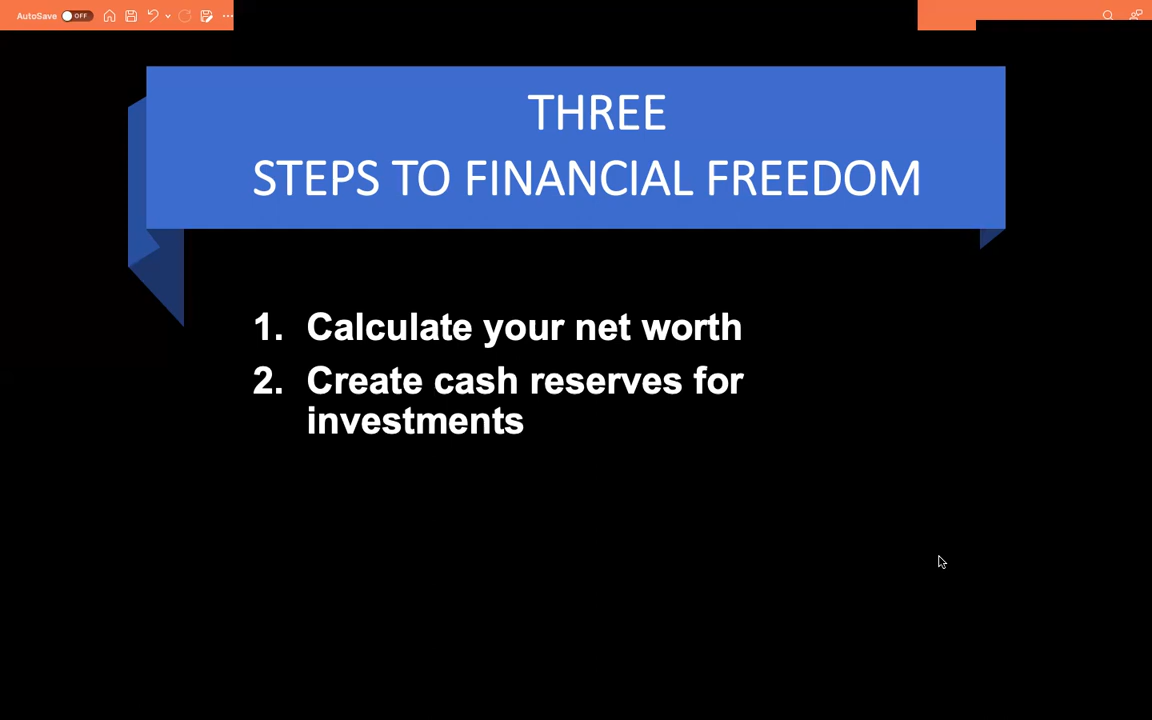 AutoSave OFF
THREE
STEPS TO FINANCIAL FREEDOM
1. Calculate your net worth
2. Create cash reserves for
investments